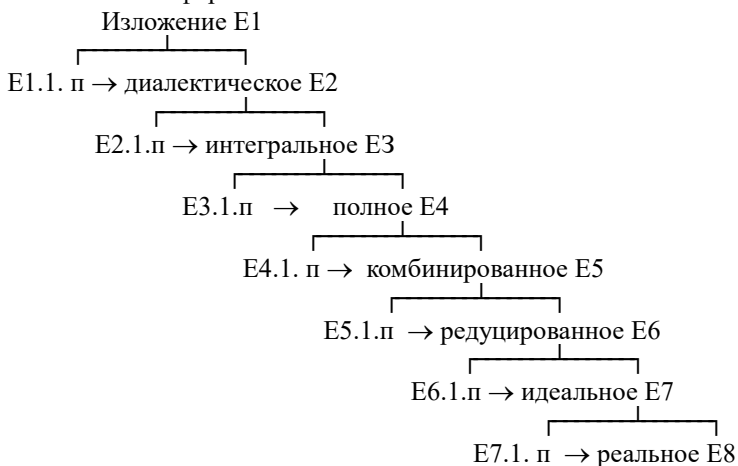 Изложение Е1
Е1.1. п → диалектическое Е2
Е2.1.п → интегральное Е3
Е3.1.п → полное Е4
Е4.1. п → комбинированное Е5
Е5.1.п → редуцированное Е6
Е6.1.п → идеальное Е7
Е7.1. п → реальное Е8